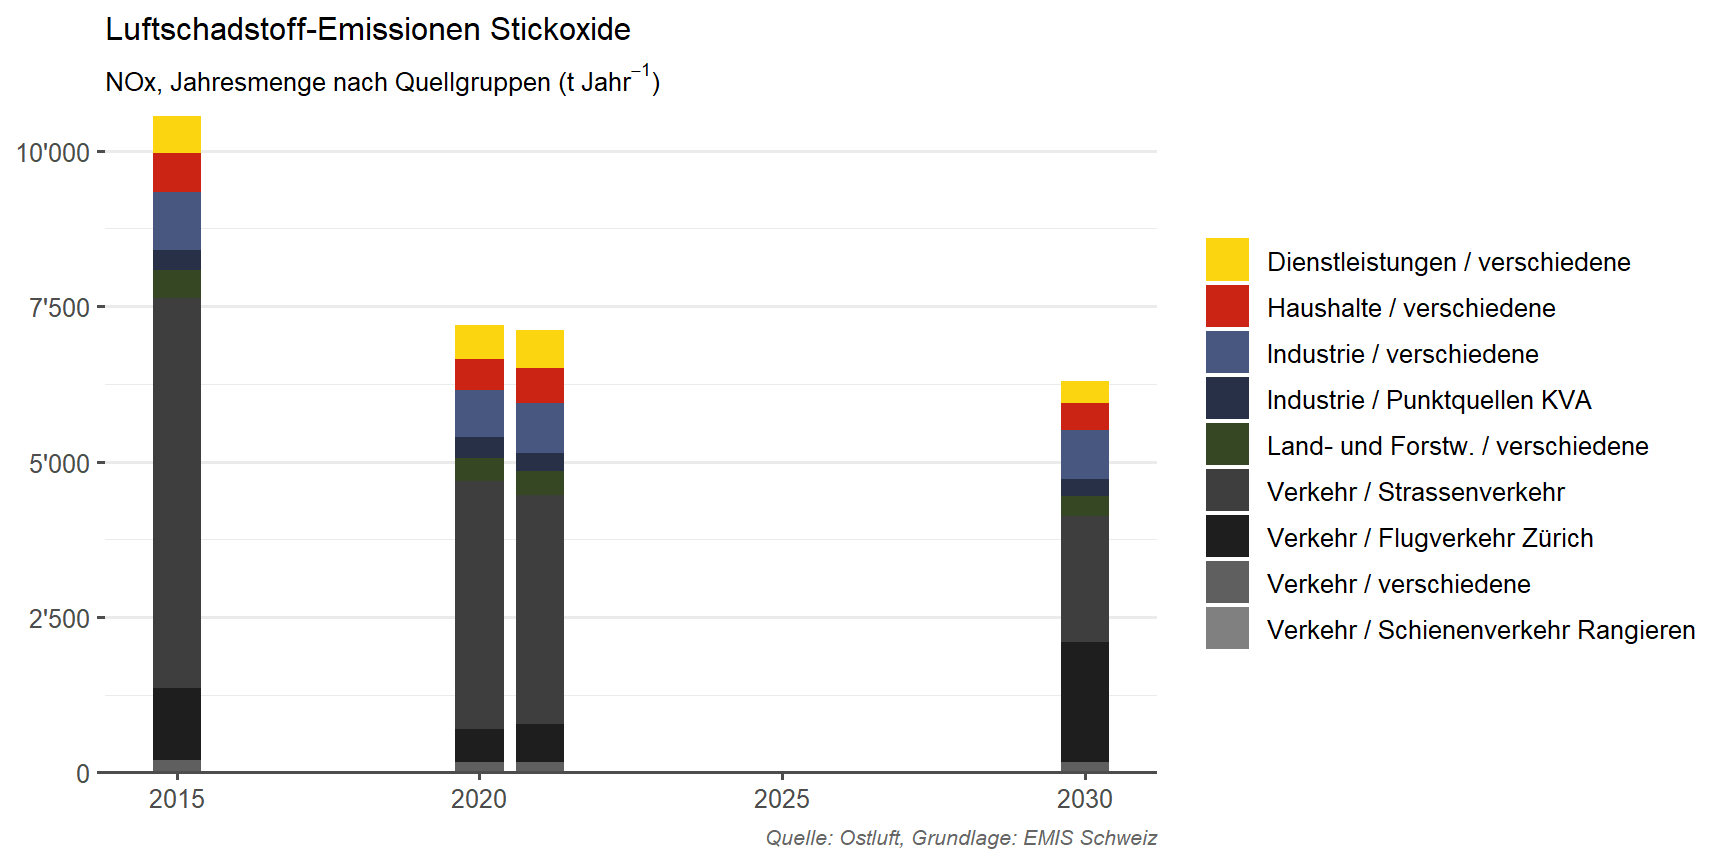 Luftschadstoff-Emissionen Stickoxide
NOx, Jahresmenge nach Quellgruppen (t Jahr⁻¹)
10'000
7'500
5'000
2'500
0
2015 2020 2025 2030
Dienstleistungen / verschiedene
Haushalte / verschiedene
Industrie / verschiedene
Industrie / Punktquellen KVA
Land- und Forstw. / verschiedene
Verkehr / Strassenverkehr
Verkehr / Flugverkehr Zürich
Verkehr / verschiedene
Verkehr / Schienenverkehr Rangieren
Quelle: Ostluft, Grundlage: EMIS Schweiz